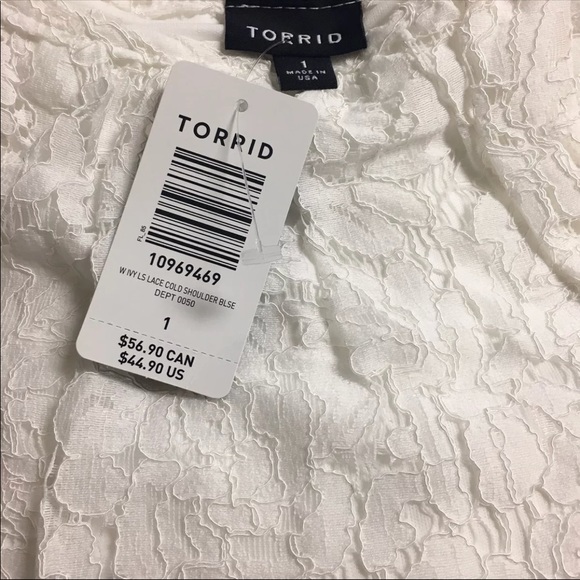 TORRID
1
MADE IN
USA
TORRID
FL_85
10969469
W IVY LS LACE COLD SHOULDER BLSE
DEPT 0050
1
$56.90 CAN
$44.90 US